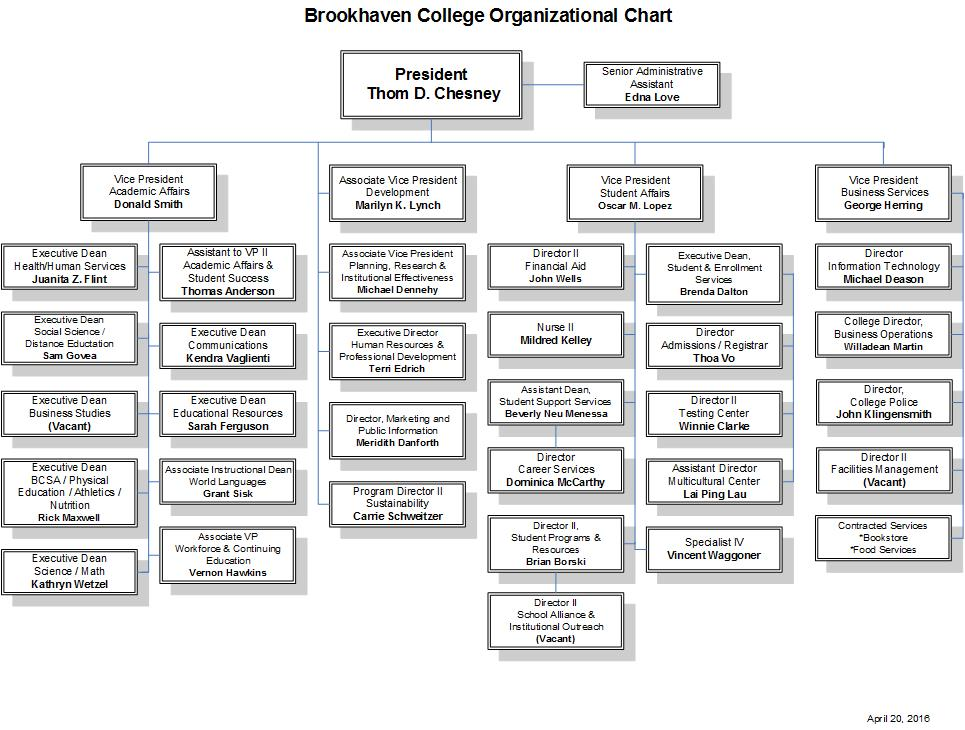 Brookhaven College Organizational Chart
President
Thom D. Chesney
Senior Administrative
Assistant
Edna Love
Vice President
Academic Affairs
Donald Smith
Executive Dean
Health/Human Services
Juanita Z. Flint
Assistant to VP II
Academic Affairs &
Student Success
Thomas Anderson
Executive Dean
Social Science /
Distance Eductation
Sam Govea
Executive Dean
Communications
Kendra Vaglienti
Executive Dean
Business Studies
(Vacant)
Executive Dean
Educational Resources
Sarah Ferguson
Executive Dean
BCSA / Physical
Education / Athletics /
Nutrition
Rick Maxwell
Associate Instructional Dean
World Languages
Grant Sisk
Executive Dean
Science / Math
Kathryn Wetzel
Associate VP
Workforce & Continuing
Education
Vernon Hawkins
Associate Vice President
Development
Marilyn K. Lynch
Associate Vice President
Planning, Research &
Institutional Effectiveness
Michael Dennehy
Executive Director
Human Resources &
Professional Development
Terri Edrich
Director, Marketing and
Public Information
Meridith Danforth
Program Director II
Sustainability
Carrie Schweitzer
Vice President
Student Affairs
Oscar M. Lopez
Director II
Financial Aid
John Wells
Executive Dean,
Student & Enrollment
Services
Brenda Dalton
Nurse II
Mildred Kelley
Director
Admissions / Registrar
Thoa Vo
Assistant Dean,
Student Support Services
Beverly Neu Menessa
Director II
Testing Center
Winnie Clarke
Director
Career Services
Dominica McCarthy
Assistant Director
Multicultural Center
Lai Ping Lau
Director II,
Student Programs &
Resources
Brian Borski
Specialist IV
Vincent Waggoner
Director II
School Alliance &
Institutional Outreach
(Vacant)
Vice President
Business Services
George Herring
Director
Information Technology
Michael Deason
College Director,
Business Operations
Willadean Martin
Director,
College Police
John Klingensmith
Director II
Facilities Management
(Vacant)
Contracted Services
*Bookstore
*Food Services
April 20, 2016